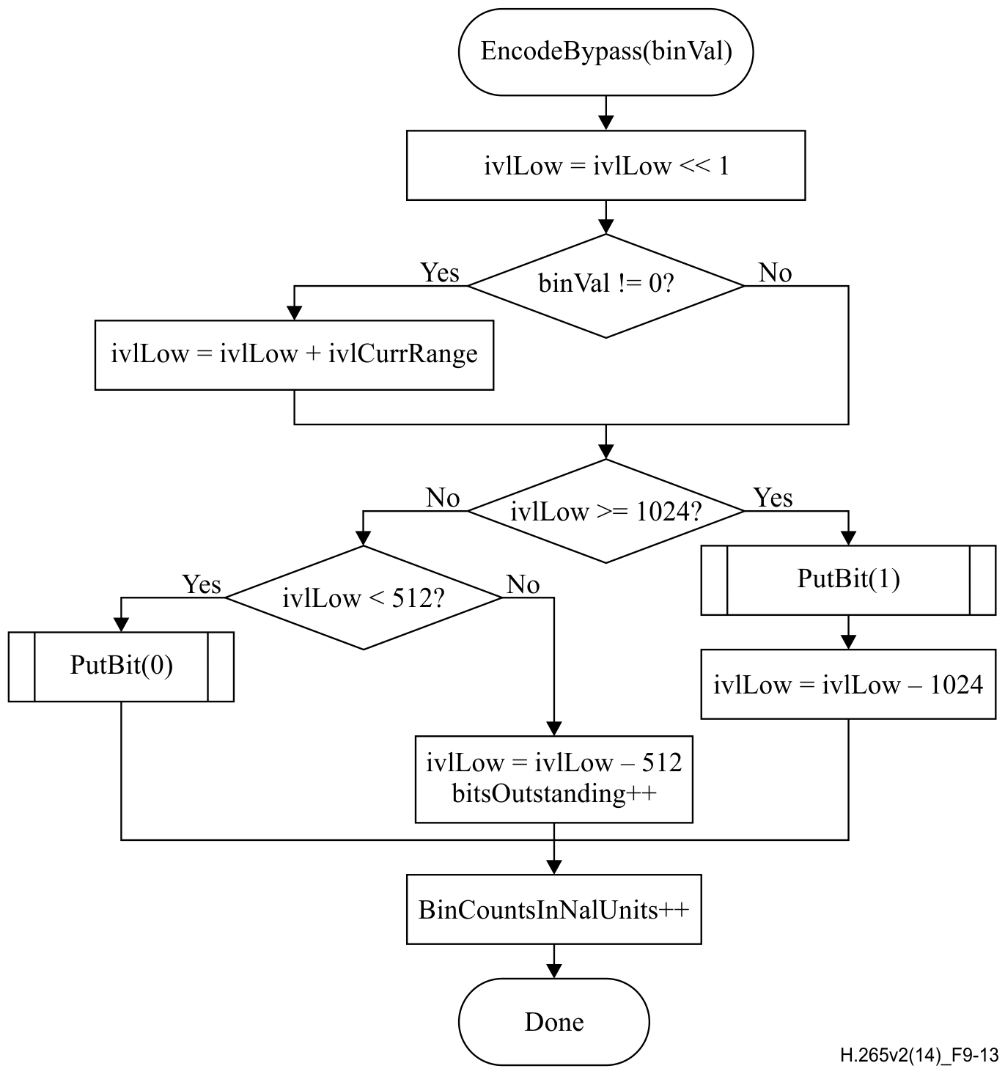 EncodeBypass(binVal)
ivlLow = ivlLow << 1
Yes
binVal != 0?
No
ivlLow = ivlLow + ivlCurrRange
No
ivlLow >= 1024?
Yes
Yes
ivlLow < 512?
No
PutBit(1)
PutBit(0)
ivlLow = ivlLow – 1024
ivlLow = ivlLow – 512
bitsOutstanding++
BinCountsInNalUnits++
Done
H.265v2(14)_F9-13